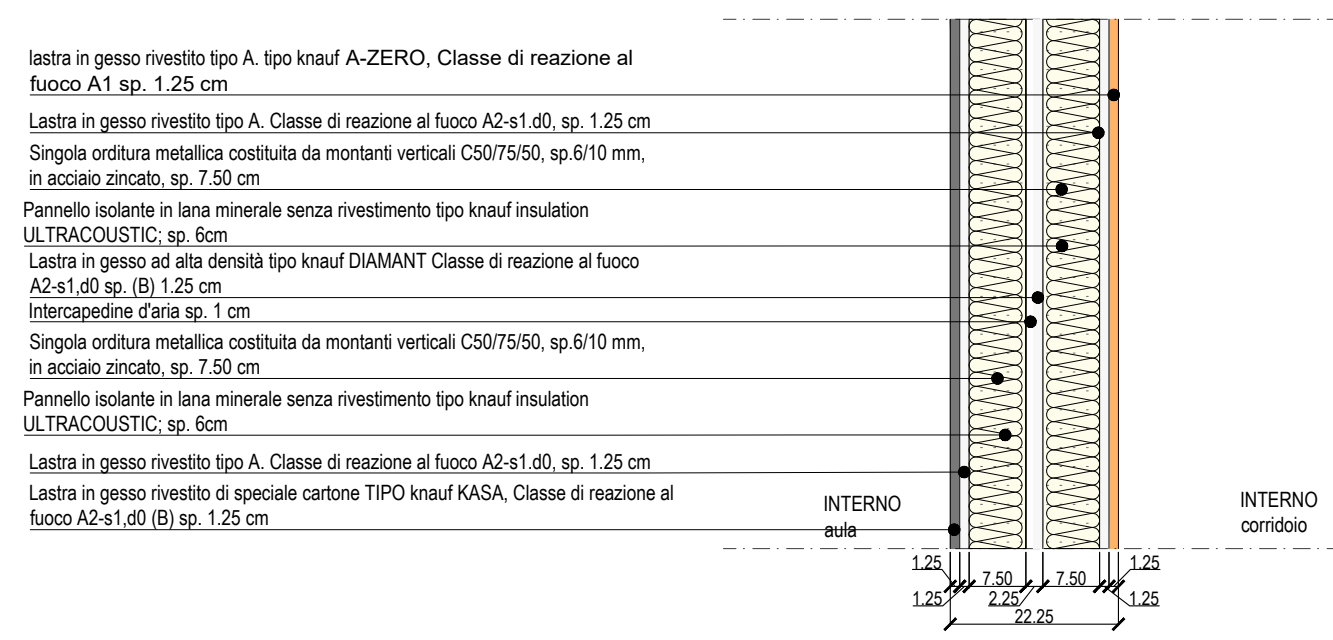 lastra in gesso rivestito tipo A. tipo knauf A-ZERO, Classe di reazione al
fuoco A1 sp. 1.25 cm
Lastra in gesso rivestito tipo A. Classe di reazione al fuoco A2-s1.d0, sp. 1.25 cm
Singola orditura metallica costituita da montanti verticali C50/75/50, sp.6/10 mm,
in acciaio zincato, sp. 7.50 cm
Pannello isolante in lana minerale senza rivestimento tipo knauf insulation
ULTRACOUSTIC; sp. 6cm
Lastra in gesso ad alta densità tipo knauf DIAMANT Classe di reazione al fuoco
A2-s1,d0 sp. (B) 1.25 cm
Intercapedine d'aria sp. 1 cm
Singola orditura metallica costituita da montanti verticali C50/75/50, sp.6/10 mm,
in acciaio zincato, sp. 7.50 cm
Pannello isolante in lana minerale senza rivestimento tipo knauf insulation
ULTRACOUSTIC; sp. 6cm
Lastra in gesso rivestito tipo A. Classe di reazione al fuoco A2-s1.d0, sp. 1.25 cm
Lastra in gesso rivestito di speciale cartone TIPO knauf KASA, Classe di reazione al
fuoco A2-s1,d0 (B) sp. 1.25 cm
INTERNO
aula
INTERNO
corridoio
1.25
1.25
7.50
7.50
1.25
2.25
1.25
22.25